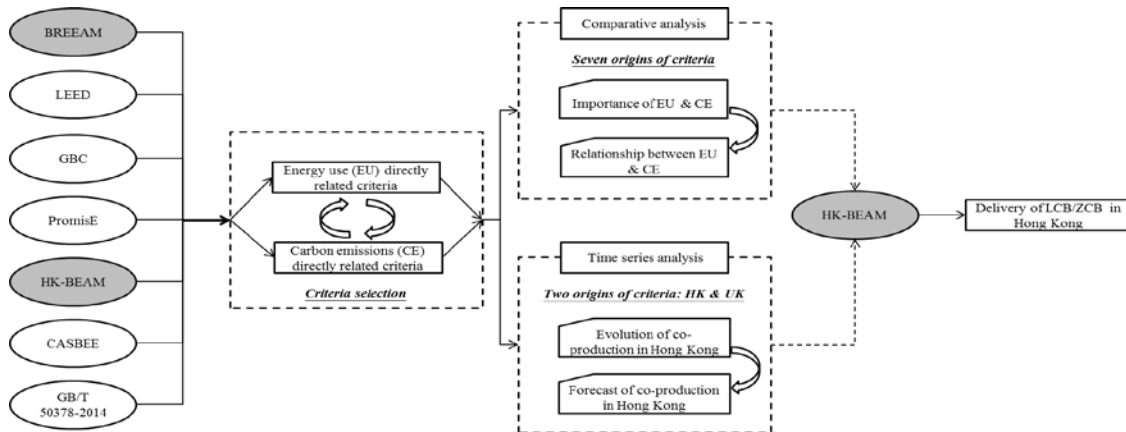 BREEAM
LEED
GBC
PromisE
HK-BEAM
CASBEE
GB/T
50378-2014
Energy use (EU) directly
related criteria
Carbon emissions (CE)
directly related criteria
Criteria selection
Comparative analysis
Seven origins of criteria
Importance of EU & CE
Relationship between EU
& CE
Time series analysis
Two origins of criteria: HK & UK
Evolution of co-
production in Hong Kong
Forecast of co-production
in Hong Kong
HK-BEAM
Delivery of LCB/ZCB in
Hong Kong